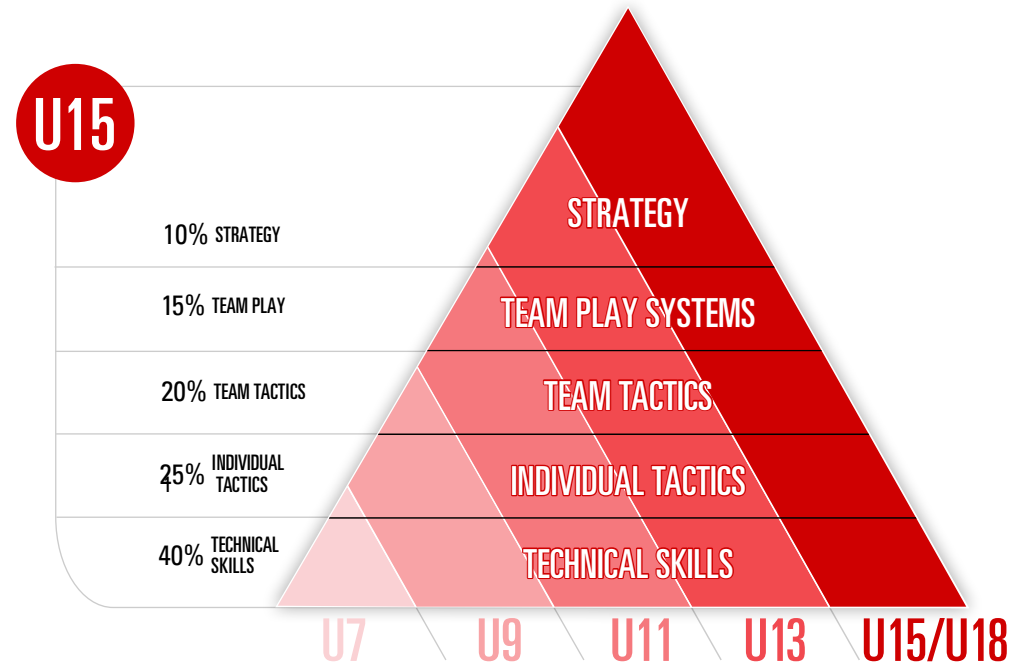 U15
STRATEGY
10% STRATEGY
15% TEAM PLAY
TEAM PLAY SYSTEMS
20% TEAM TACTICS
TEAM TACTICS
25% INDIVIDUAL
TACTICS
INDIVIDUAL TACTICS
40% TECHNICAL
SKILLS
TECHNICAL SKILLS
U7 U9 U11 U13 U15/U18